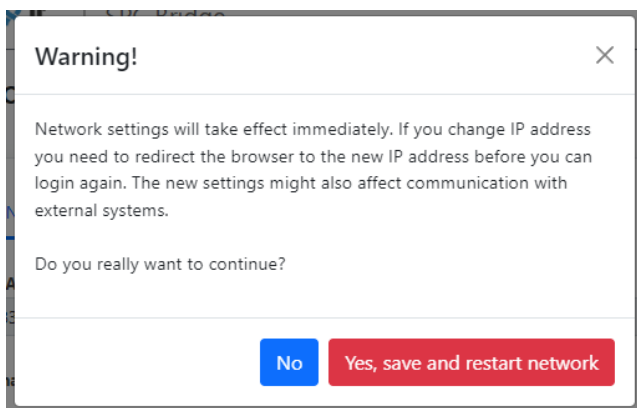 SPC Bridge
Warning!
Network settings will take effect immediately. If you change IP address
you need to redirect the browser to the new IP address before you can
login again. The new settings might also affect communication with
external systems.
Do you really want to continue?
No
Yes, save and restart network